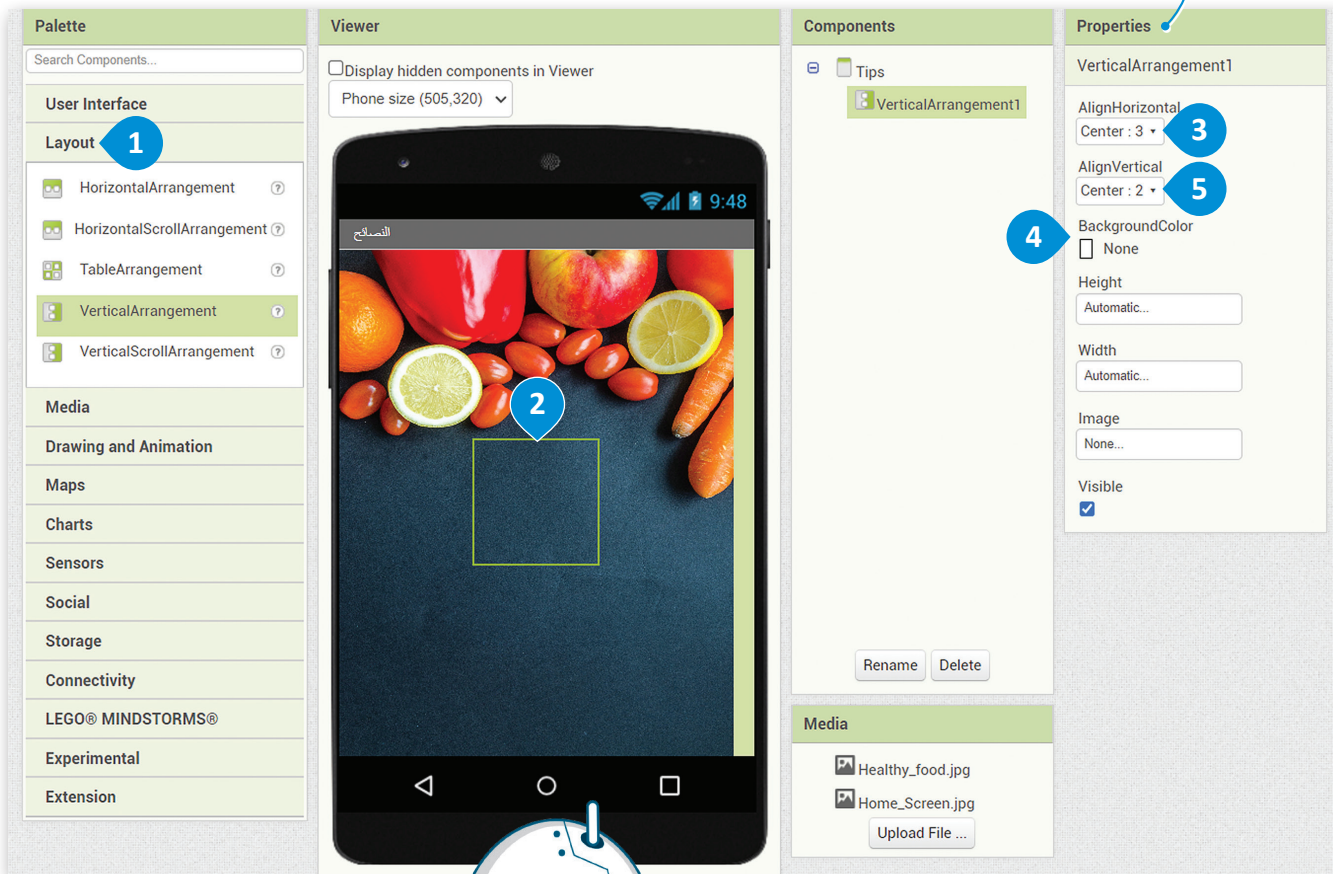 Palette
Search Components...
User Interface
Layout
1
HorizontalArrangement
?
HorizontalScrollArrangement
?
TableArrangement
?
VerticalArrangement
?
VerticalScrollArrangement
?
Media
Drawing and Animation
Maps
Charts
Sensors
Social
Storage
Connectivity
LEGO® MINDSTORMS®
Experimental
Extension
Viewer
Display hidden components in Viewer
Phone size (505,320)
9:48
النصائح
2
Components
Tips
VerticalArrangement1
Rename
Delete
Media
Healthy_food.jpg
Home_Screen.jpg
Upload File ...
Properties
VerticalArrangement1
AlignHorizontal
Center : 3
3
AlignVertical
Center : 2
5
4
BackgroundColor
None
Height
Automatic...
Width
Automatic...
Image
None...
Visible